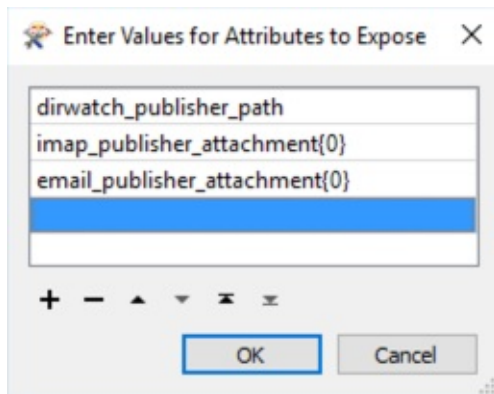 Enter Values for Attributes to Expose
dirwatch_publisher_path
imap_publisher_attachment{0}
email_publisher_attachment{0}
OK Cancel